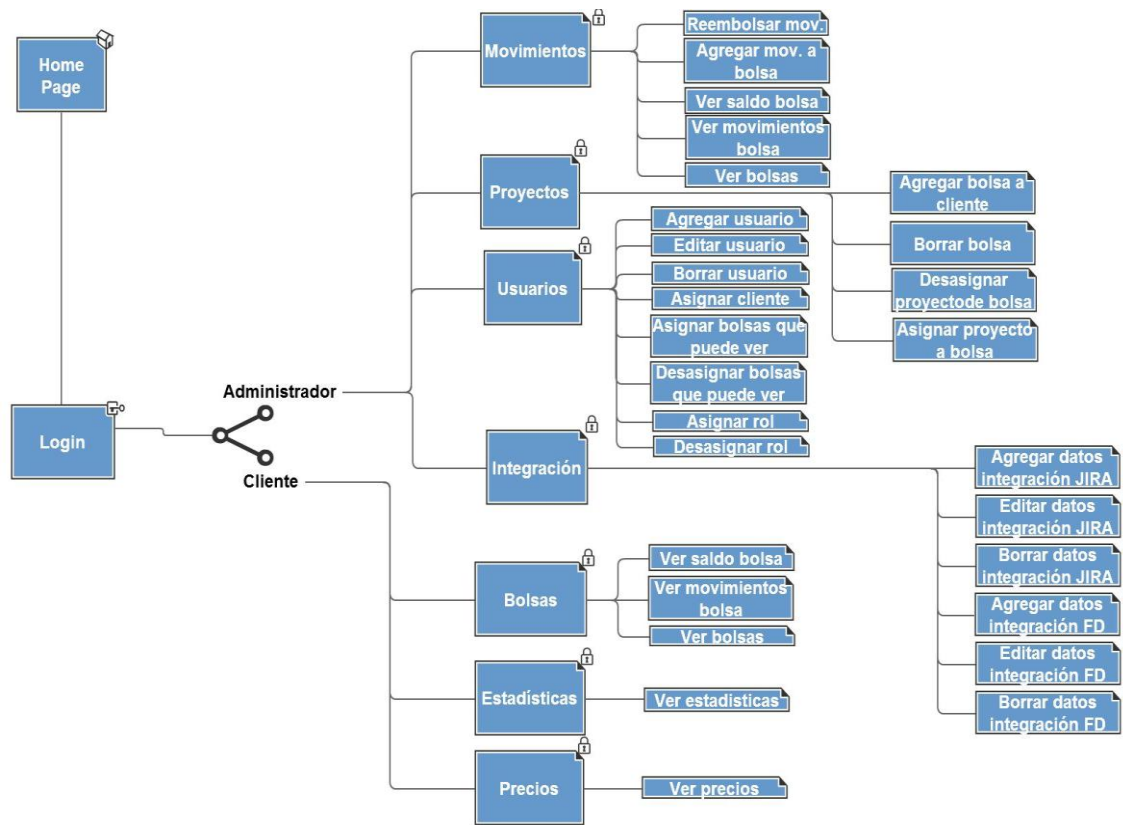 Home
Page
Login
Administrador
Cliente
Movimientos
Reembolsar mov.
Agregar mov. a
bolsa
Ver saldo bolsa
Ver movimientos
bolsa
Ver bolsas
Proyectos
Agregar bolsa a
cliente
Borrar bolsa
Desasignar
proyectode bolsa
Asignar proyecto
a bolsa
Usuarios
Agregar usuario
Editar usuario
Borrar usuario
Asignar cliente
Asignar bolsas que
puede ver
Desasignar bolsas
que puede ver
Asignar rol
Desasignar rol
Integración
Agregar datos
integración JIRA
Editar datos
integración JIRA
Borrar datos
integración JIRA
Agregar datos
integración FD
Editar datos
integración FD
Borrar datos
integración FD
Bolsas
Ver saldo bolsa
Ver movimientos
bolsa
Ver bolsas
Estadísticas
Ver estadisticas
Precios
Ver precios